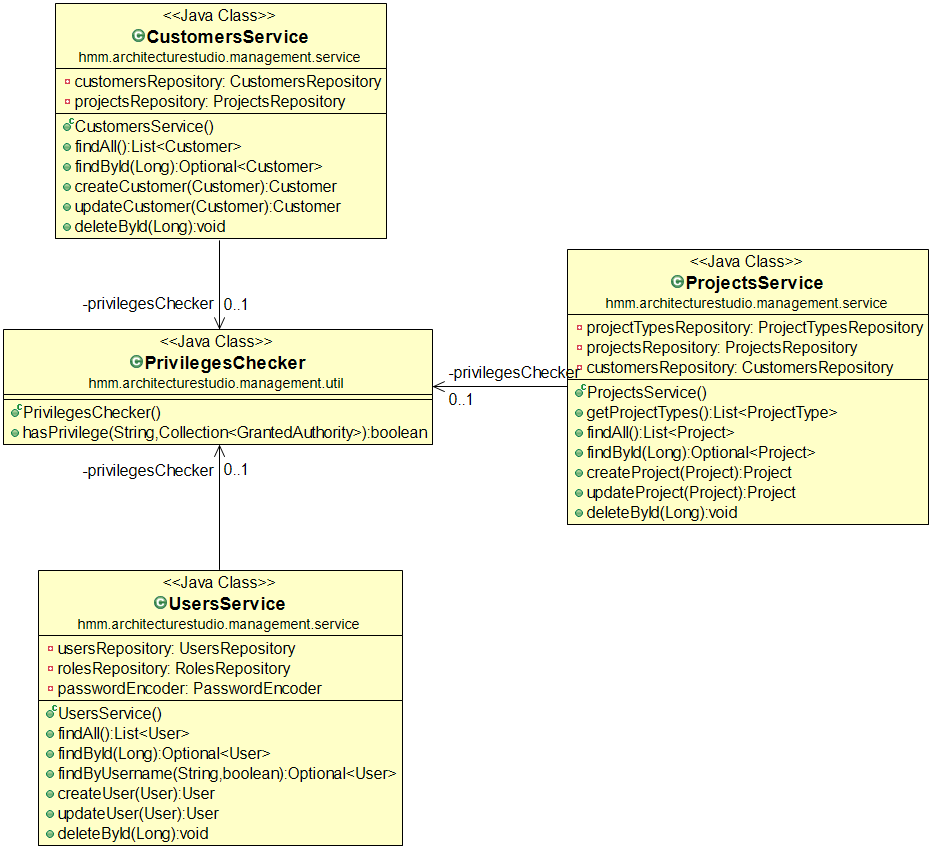 <<Java Class>>
CustomersService
hmm.architecturestudio.management.service
customersRepository: CustomersRepository
projectsRepository: ProjectsRepository
CustomersService()
findAll():List<Customer>
findById(Long):Optional<Customer>
createCustomer(Customer):Customer
updateCustomer(Customer):Customer
deleteById(Long):void
-privilegesChecker 0..1
<<Java Class>>
PrivilegesChecker
hmm.architecturestudio.management.util
PrivilegesChecker()
hasPrivilege(String,Collection<GrantedAuthority>):boolean
-privilegesChecker
0..1
<<Java Class>>
ProjectsService
hmm.architecturestudio.management.service
projectTypesRepository: ProjectTypesRepository
projectsRepository: ProjectsRepository
customersRepository: CustomersRepository
ProjectsService()
getProjectTypes():List<ProjectType>
findAll():List<Project>
findById(Long):Optional<Project>
createProject(Project):Project
updateProject(Project):Project
deleteById(Long):void
-privilegesChecker 0..1
<<Java Class>>
UsersService
hmm.architecturestudio.management.service
usersRepository: UsersRepository
rolesRepository: RolesRepository
passwordEncoder: PasswordEncoder
UsersService()
findAll():List<User>
findById(Long):Optional<User>
findByUsername(String,boolean):Optional<User>
createUser(User):User
updateUser(User):User
deleteById(Long):void